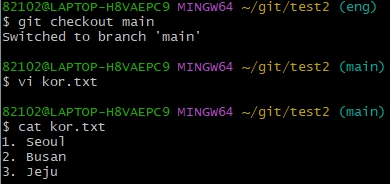 82102@LAPTOP-H8VAEPC9 MINGW64 ~/git/test2 (eng)
$ git checkout main
Switched to branch 'main'
82102@LAPTOP-H8VAEPC9 MINGW64 ~/git/test2 (main)
$ vi kor.txt
82102@LAPTOP-H8VAEPC9 MINGW64 ~/git/test2 (main)
$ cat kor.txt
1. Seoul
2. Busan
3. Jeju